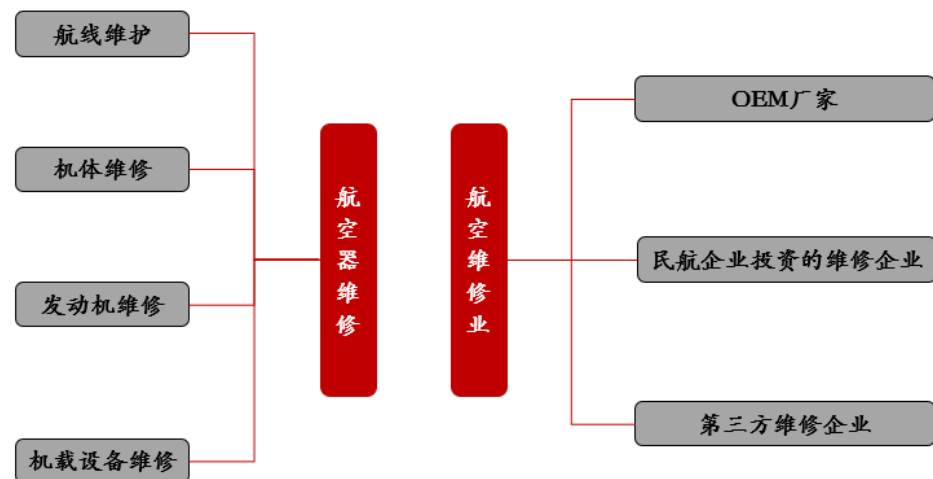 航线维护
机体维修
发动机维修
机载设备维修
航空器维修
航空维修业
OEM厂家
民航企业投资的维修企业
第三方维修企业